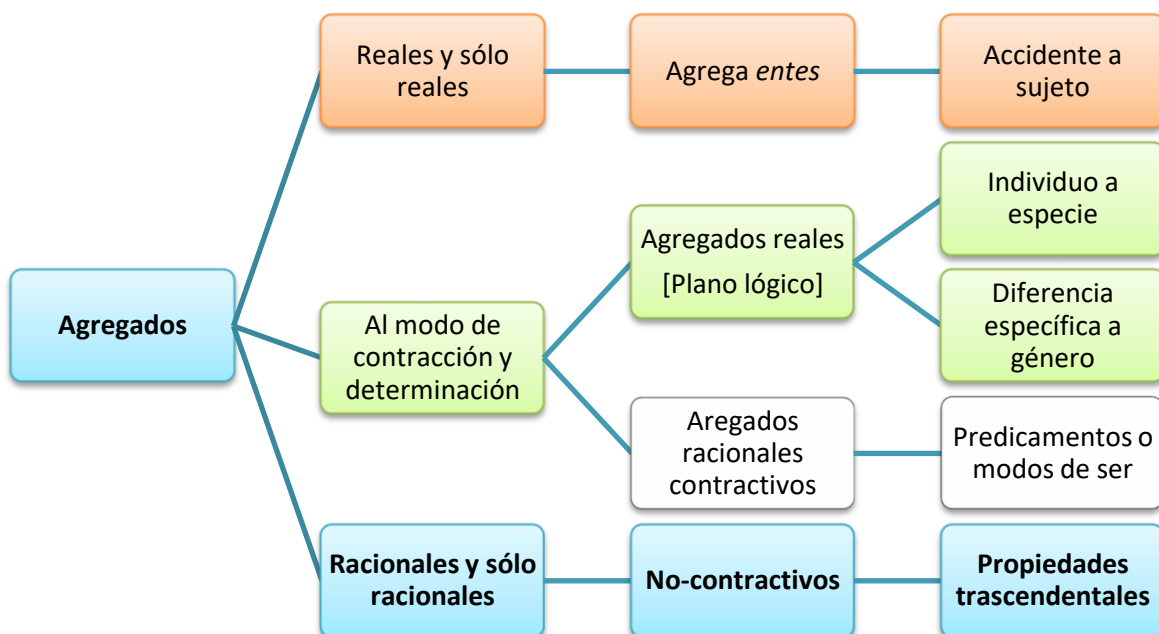 Reales y sólo
reales
Agrega entes
Accidente a
sujeto
Agregados
Al modo de
contracción y
determinación
Agregados reales
[Plano lógico]
Individuo a
especie
Diferencia
específica a
género
Aregados
racionales
contractivos
Predicamentos o
modos de ser
Racionales y sólo
racionales
No-contractivos
Propiedades
trascendentales